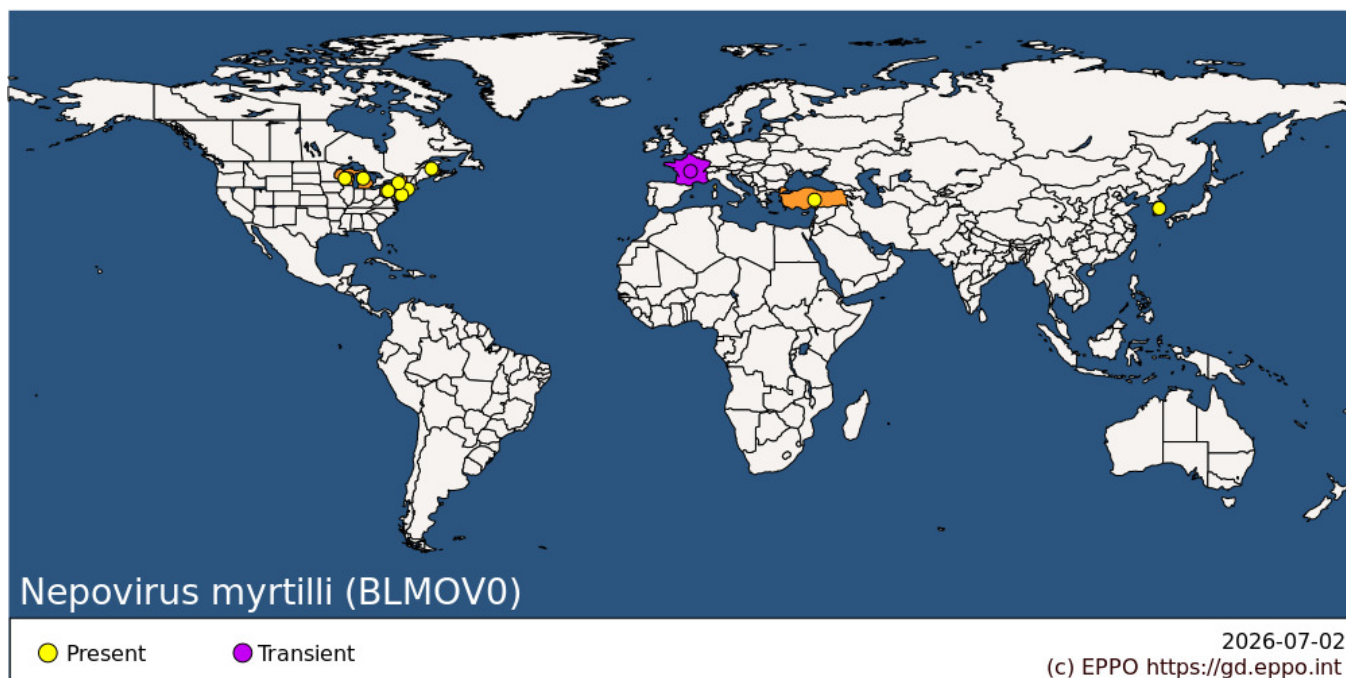 Nepovirus myrtilli (BLMOV0)
Present
Transient
2026-07-02
(c) EPPO https://gd.eppo.int